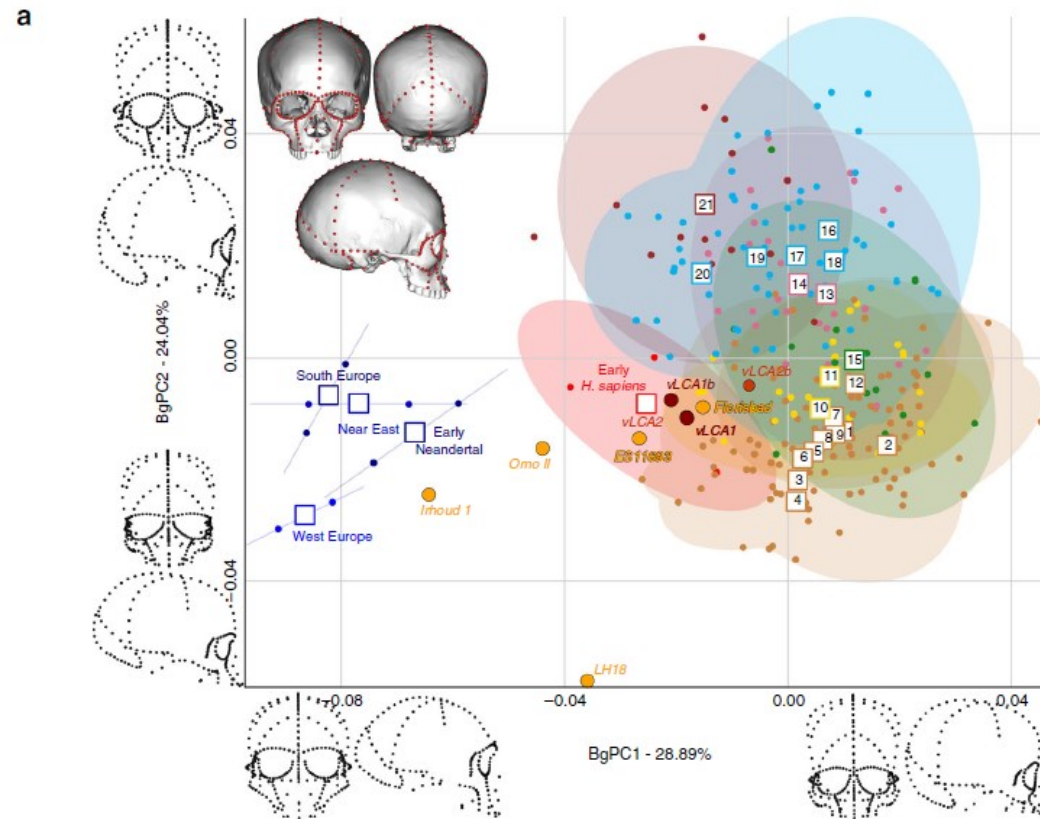 a
BgPC2 - 24.04%
0.04
0.00
−0.04
21
16
19
17
18
20
14
13
15
South Europe
Near East
Early
Neandertal
West Europe
Early
H. sapiens
vLCA1b
vLCA2b
vLCA2
vLCA1
11
12
10
7
9
1
8
2
5
6
3
4
Omo II
Irhoud 1
LH18
−0.08
−0.04
0.00
0.04
BgPC1 - 28.89%